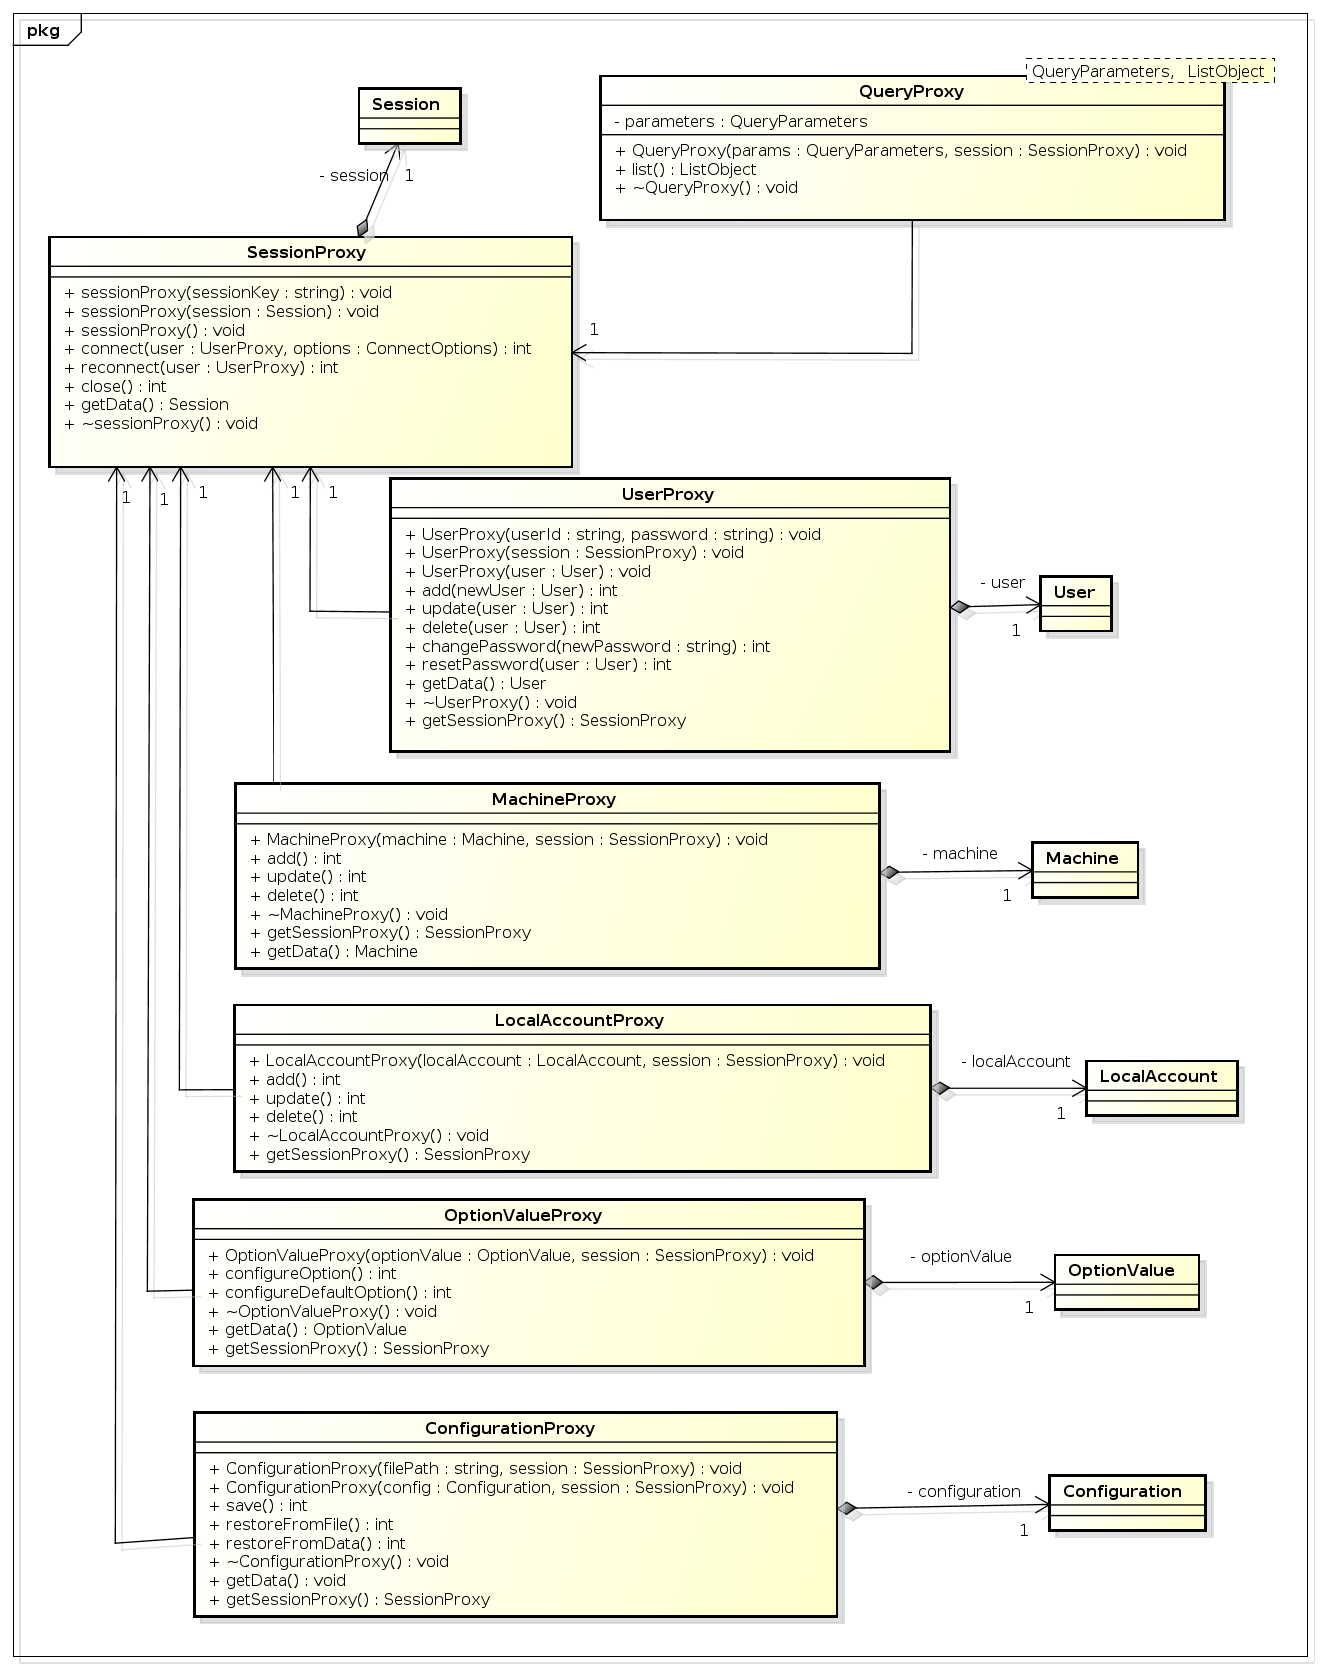 pkg
QueryParameters, ListObject
Session
QueryProxy
- parameters : QueryParameters
+ QueryProxy(params : QueryParameters, session : SessionProxy) : void
+ list() : ListObject
+ ~QueryProxy() : void
- session
1
SessionProxy
+ sessionProxy(sessionKey : string) : void
+ sessionProxy(session : Session) : void
+ sessionProxy() : void
+ connect(user : UserProxy, options : ConnectOptions) : int
+ reconnect(user : UserProxy) : int
+ close() : int
+ getData() : Session
+ ~sessionProxy() : void
1
1
1
1
1
1
UserProxy
+ UserProxy(userId : string, password : string) : void
+ UserProxy(session : SessionProxy) : void
+ UserProxy(user : User) : void
+ add(newUser : User) : int
+ update(user : User) : int
+ delete(user : User) : int
+ changePassword(newPassword : string) : int
+ resetPassword(user : User) : int
+ getData() : User
+ ~UserProxy() : void
+ getSessionProxy() : SessionProxy
- user
1
User
MachineProxy
+ MachineProxy(machine : Machine, session : SessionProxy) : void
+ add() : int
+ update() : int
+ delete() : int
+ ~MachineProxy() : void
+ getSessionProxy() : SessionProxy
+ getData() : Machine
- machine
1
Machine
LocalAccountProxy
+ LocalAccountProxy(localAccount : LocalAccount, session : SessionProxy) : void
+ add() : int
+ update() : int
+ delete() : int
+ ~LocalAccountProxy() : void
+ getSessionProxy() : SessionProxy
- localAccount
1
LocalAccount
OptionValueProxy
+ OptionValueProxy(optionValue : OptionValue, session : SessionProxy) : void
+ configureOption() : int
+ configureDefaultOption() : int
+ ~OptionValueProxy() : void
+ getData() : OptionValue
+ getSessionProxy() : SessionProxy
- optionValue
1
OptionValue
ConfigurationProxy
+ ConfigurationProxy(filePath : string, session : SessionProxy) : void
+ ConfigurationProxy(config : Configuration, session : SessionProxy) : void
+ save() : int
+ restoreFromFile() : int
+ restoreFromData() : int
+ ~ConfigurationProxy() : void
+ getData() : void
+ getSessionProxy() : SessionProxy
- configuration
1
Configuration